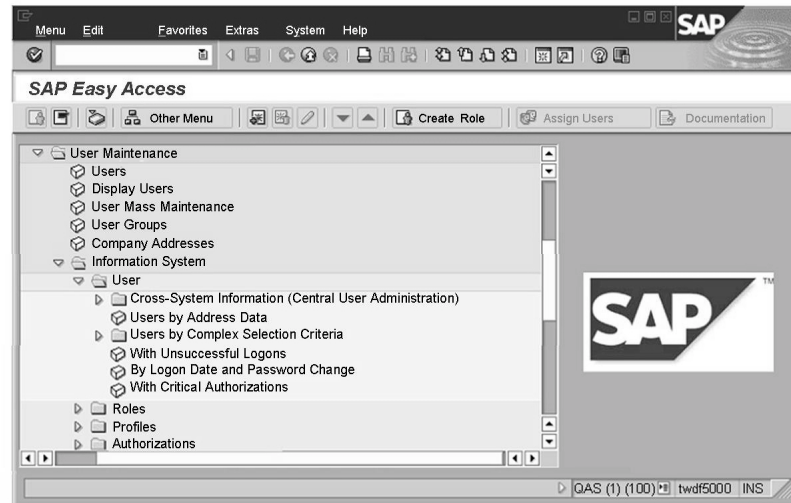 Menu Edit Favorites Extras System Help
SAP
SAP Easy Access
Other Menu Create Role Assign Users Documentation
User Maintenance
Users
Display Users
User Mass Maintenance
User Groups
Company Addresses
Information System
User
Cross-System Information (Central User Administration)
Users by Address Data
Users by Complex Selection Criteria
With Unsuccessful Logons
By Logon Date and Password Change
With Critical Authorizations
Roles
Profiles
Authorizations
SAP TM
QAS (1) (100) twdf5000 INS